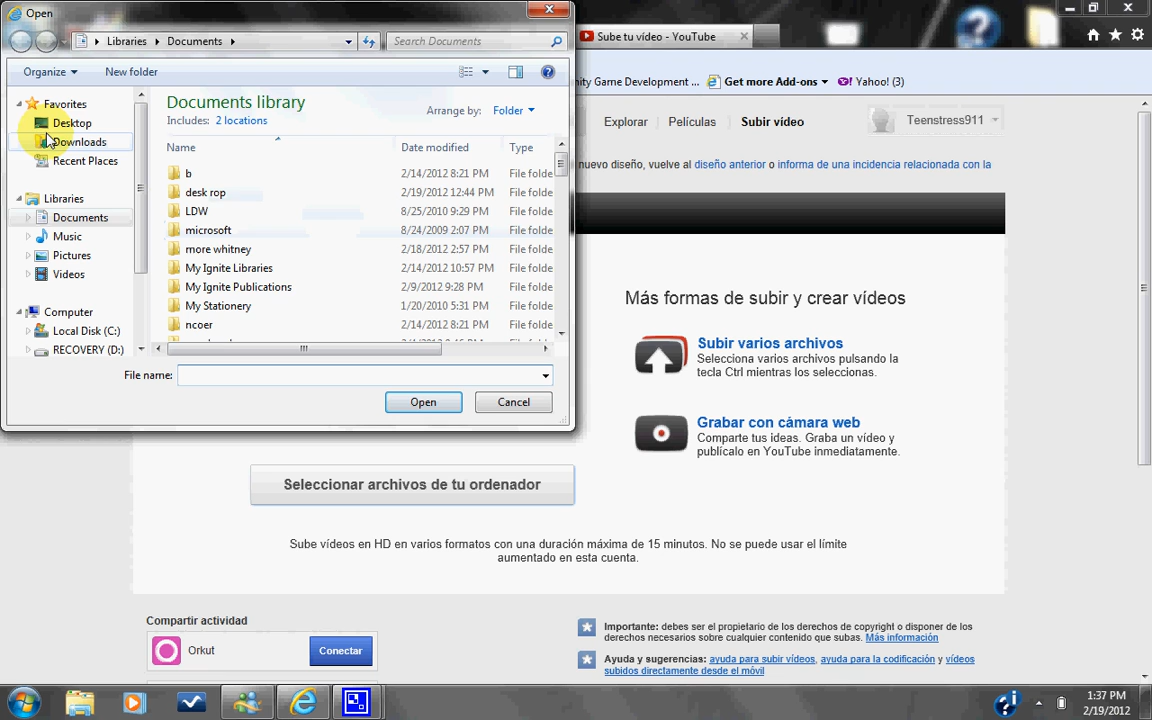 Open
Libraries
Documents
Search Documents
Organize
New folder
Favorites
Desktop
Downloads
Recent Places
Libraries
Documents
Music
Pictures
Videos
Computer
Local Disk (C:)
RECOVERY (D:)
Documents library
Includes: 2 locations
Arrange by: Folder
Name Date modified Type
b 2/14/2012 8:21 PM File folde
desk rop 2/19/2012 12:44 PM File folde
LDW 8/25/2010 9:29 PM File folde
microsoft 8/24/2009 2:07 PM File folde
more whitney 2/18/2012 2:57 PM File folde
My Ignite Libraries 2/14/2012 10:57 PM File folde
My Ignite Publications 2/9/2012 9:28 PM File folde
My Stationery 1/20/2010 5:31 PM File folde
ncoer 2/14/2012 8:21 PM File folde
File name:
Open
Cancel
Sube tu vídeo - YouTube
nity Game Development ...
Get more Add-ons
Yahoo! (3)
Explorar
Películas
Subir video
Teenstress911
nuevo diseño, vuelve al diseño anterior o informa de una incidencia relacionada con la
Más formas de subir y crear vídeos
Subir varios archivos
Selecciona varios archivos pulsando la
tecla Ctrl mientras los seleccionas.
Grabar con cámara web
Comparte tus ideas. Graba un vídeo y
publícalo en YouTube inmediatamente.
Seleccionar archivos de tu ordenador
Sube vídeos en HD en varios formatos con una duración máxima de 15 minutos. No se puede usar el límite
aumentado en esta cuenta.
Compartir actividad
Orkut
Conectar
Importante: debes ser el propietario de los derechos de copyright o disponer de los
derechos necesarios sobre cualquier contenido que subas. Más información
Ayuda y sugerencias: ayuda para subir vídeos, ayuda para la codificación y vídeos
subidos directamente desde el móvil
1:37 PM
2/19/2012